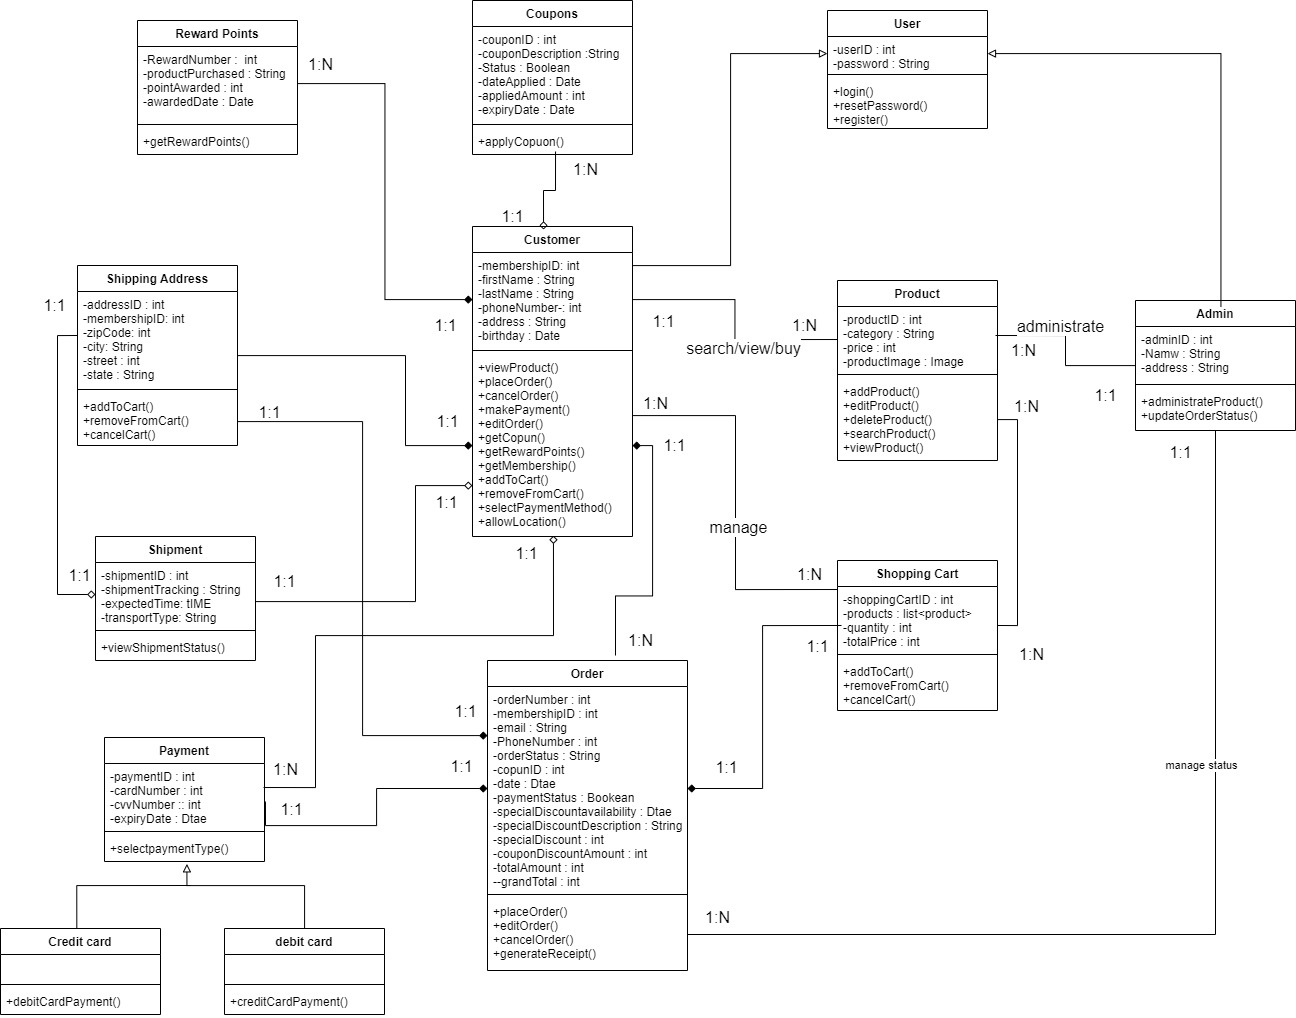 Reward Points
-RewardNumber : int
-productPurchased : String
-pointAwarded : int
-awardedDate : Date
+getRewardPoints()
1:N
Coupons
-couponID : int
-couponDescription :String
-Status : Boolean
-dateApplied : Date
-appliedAmount : int
-expiryDate : Date
+applyCopuon()
1:N
1:1
User
-userID : int
-password : String
+login()
+resetPassword()
+register()
Customer
-membershipID: int
-firstName : String
-lastName : String
-phoneNumber-: int
-address : String
-birthday : Date
+viewProduct()
+placeOrder()
+cancelOrder()
+makePayment()
+editOrder()
+getCopun()
+getRewardPoints()
+getMembership()
+addToCart()
+removeFromCart()
+selectPaymentMethod()
+allowLocation()
1:1
1:1
1:1
1:1
1:1
1:N
1:1
Shipping Address
-addressID : int
-membershipID: int
-zipCode: int
-city: String
-street : int
-state : String
+addToCart()
+removeFromCart()
+cancelCart()
1:1
1:1
search/view/buy
1:N
Product
-productID : int
-category : String
-price : int
-productImage : Image
+addProduct()
+editProduct()
+deleteProduct()
+searchProduct()
+viewProduct()
administrate
1:N
1:N
1:1
Admin
-adminID : int
-Namw : String
-address : String
+administrateProduct()
+updateOrderStatus()
1:1
Shipment
-shipmentID : int
-shipmentTracking : String
-expectedTime: tIME
-transportType: String
+viewShipmentStatus()
1:1
1:1
manage
1:N
Shopping Cart
-shoppingCartID : int
-products : list<product>
-quantity : int
-totalPrice : int
+addToCart()
+removeFromCart()
+cancelCart()
1:1
1:N
1:N
Order
-orderNumber : int
-membershipID : int
-email : String
-PhoneNumber : int
-orderStatus : String
-copunID : int
-date : Dtae
-paymentStatus : Bookean
-specialDiscountavailability : Dtae
-specialDiscountDescription : String
-specialDiscount : int
-couponDiscountAmount : int
-totalAmount : int
--grandTotal : int
+placeOrder()
+editOrder()
+cancelOrder()
+generateReceipt()
1:1
1:1
1:1
1:N
manage status
Payment
-paymentID : int
-cardNumber : int
-cvvNumber :: int
-expiryDate : Dtae
+selectpaymentType()
1:N
1:1
Credit card
+debitCardPayment()
debit card
+creditCardPayment()